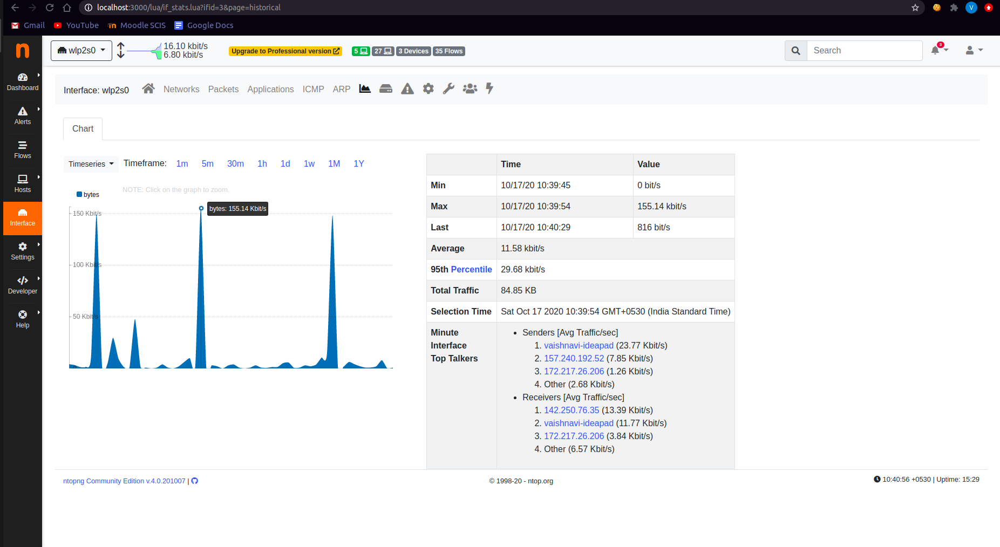 localhost:3000/lua/if_stats.lua?ifid=3&page=historical
V
Gmail YouTube Moodle SCIS Google Docs
n
wlp2s0
16.10 kbit/s
6.80 kbit/s
Upgrade to Professional version
5 27 3 Devices 35 Flows
Search
3
Dashboard
Alerts
Flows
Hosts
Interface
Settings
Developer
Help
Interface: wlp2s0 Networks Packets Applications ICMP ARP
Chart
Timeseries Timeframe: 1m 5m 30m 1h 1d 1w 1M 1Y
NOTE: Click on the graph to zoom.
bytes
bytes: 155.14 Kbit/s
150 Kbit/s
100 Kbit/s
50 Kbit/s
0
Time Value
Min 10/17/20 10:39:45 0 bit/s
Max 10/17/20 10:39:54 155.14 kbit/s
Last 10/17/20 10:40:29 816 bit/s
Average 11.58 kbit/s
95th Percentile 29.68 kbit/s
Total Traffic 84.85 KB
Selection Time Sat Oct 17 2020 10:39:54 GMT+0530 (India Standard Time)
Minute
Interface
Top Talkers
• Senders [Avg Traffic/sec]
1. vaishnavi-ideapad (23.77 Kbit/s)
2. 157.240.192.52 (7.85 Kbit/s)
3. 172.217.26.206 (1.26 Kbit/s)
4. Other (2.68 Kbit/s)
• Receivers [Avg Traffic/sec]
1. 142.250.76.35 (13.39 Kbit/s)
2. vaishnavi-ideapad (11.77 Kbit/s)
3. 172.217.26.206 (3.84 Kbit/s)
4. Other (6.57 Kbit/s)
ntopng Community Edition v.4.0.201007 |
© 1998-20 - ntop.org
10:40:56 +0530 | Uptime: 15:29